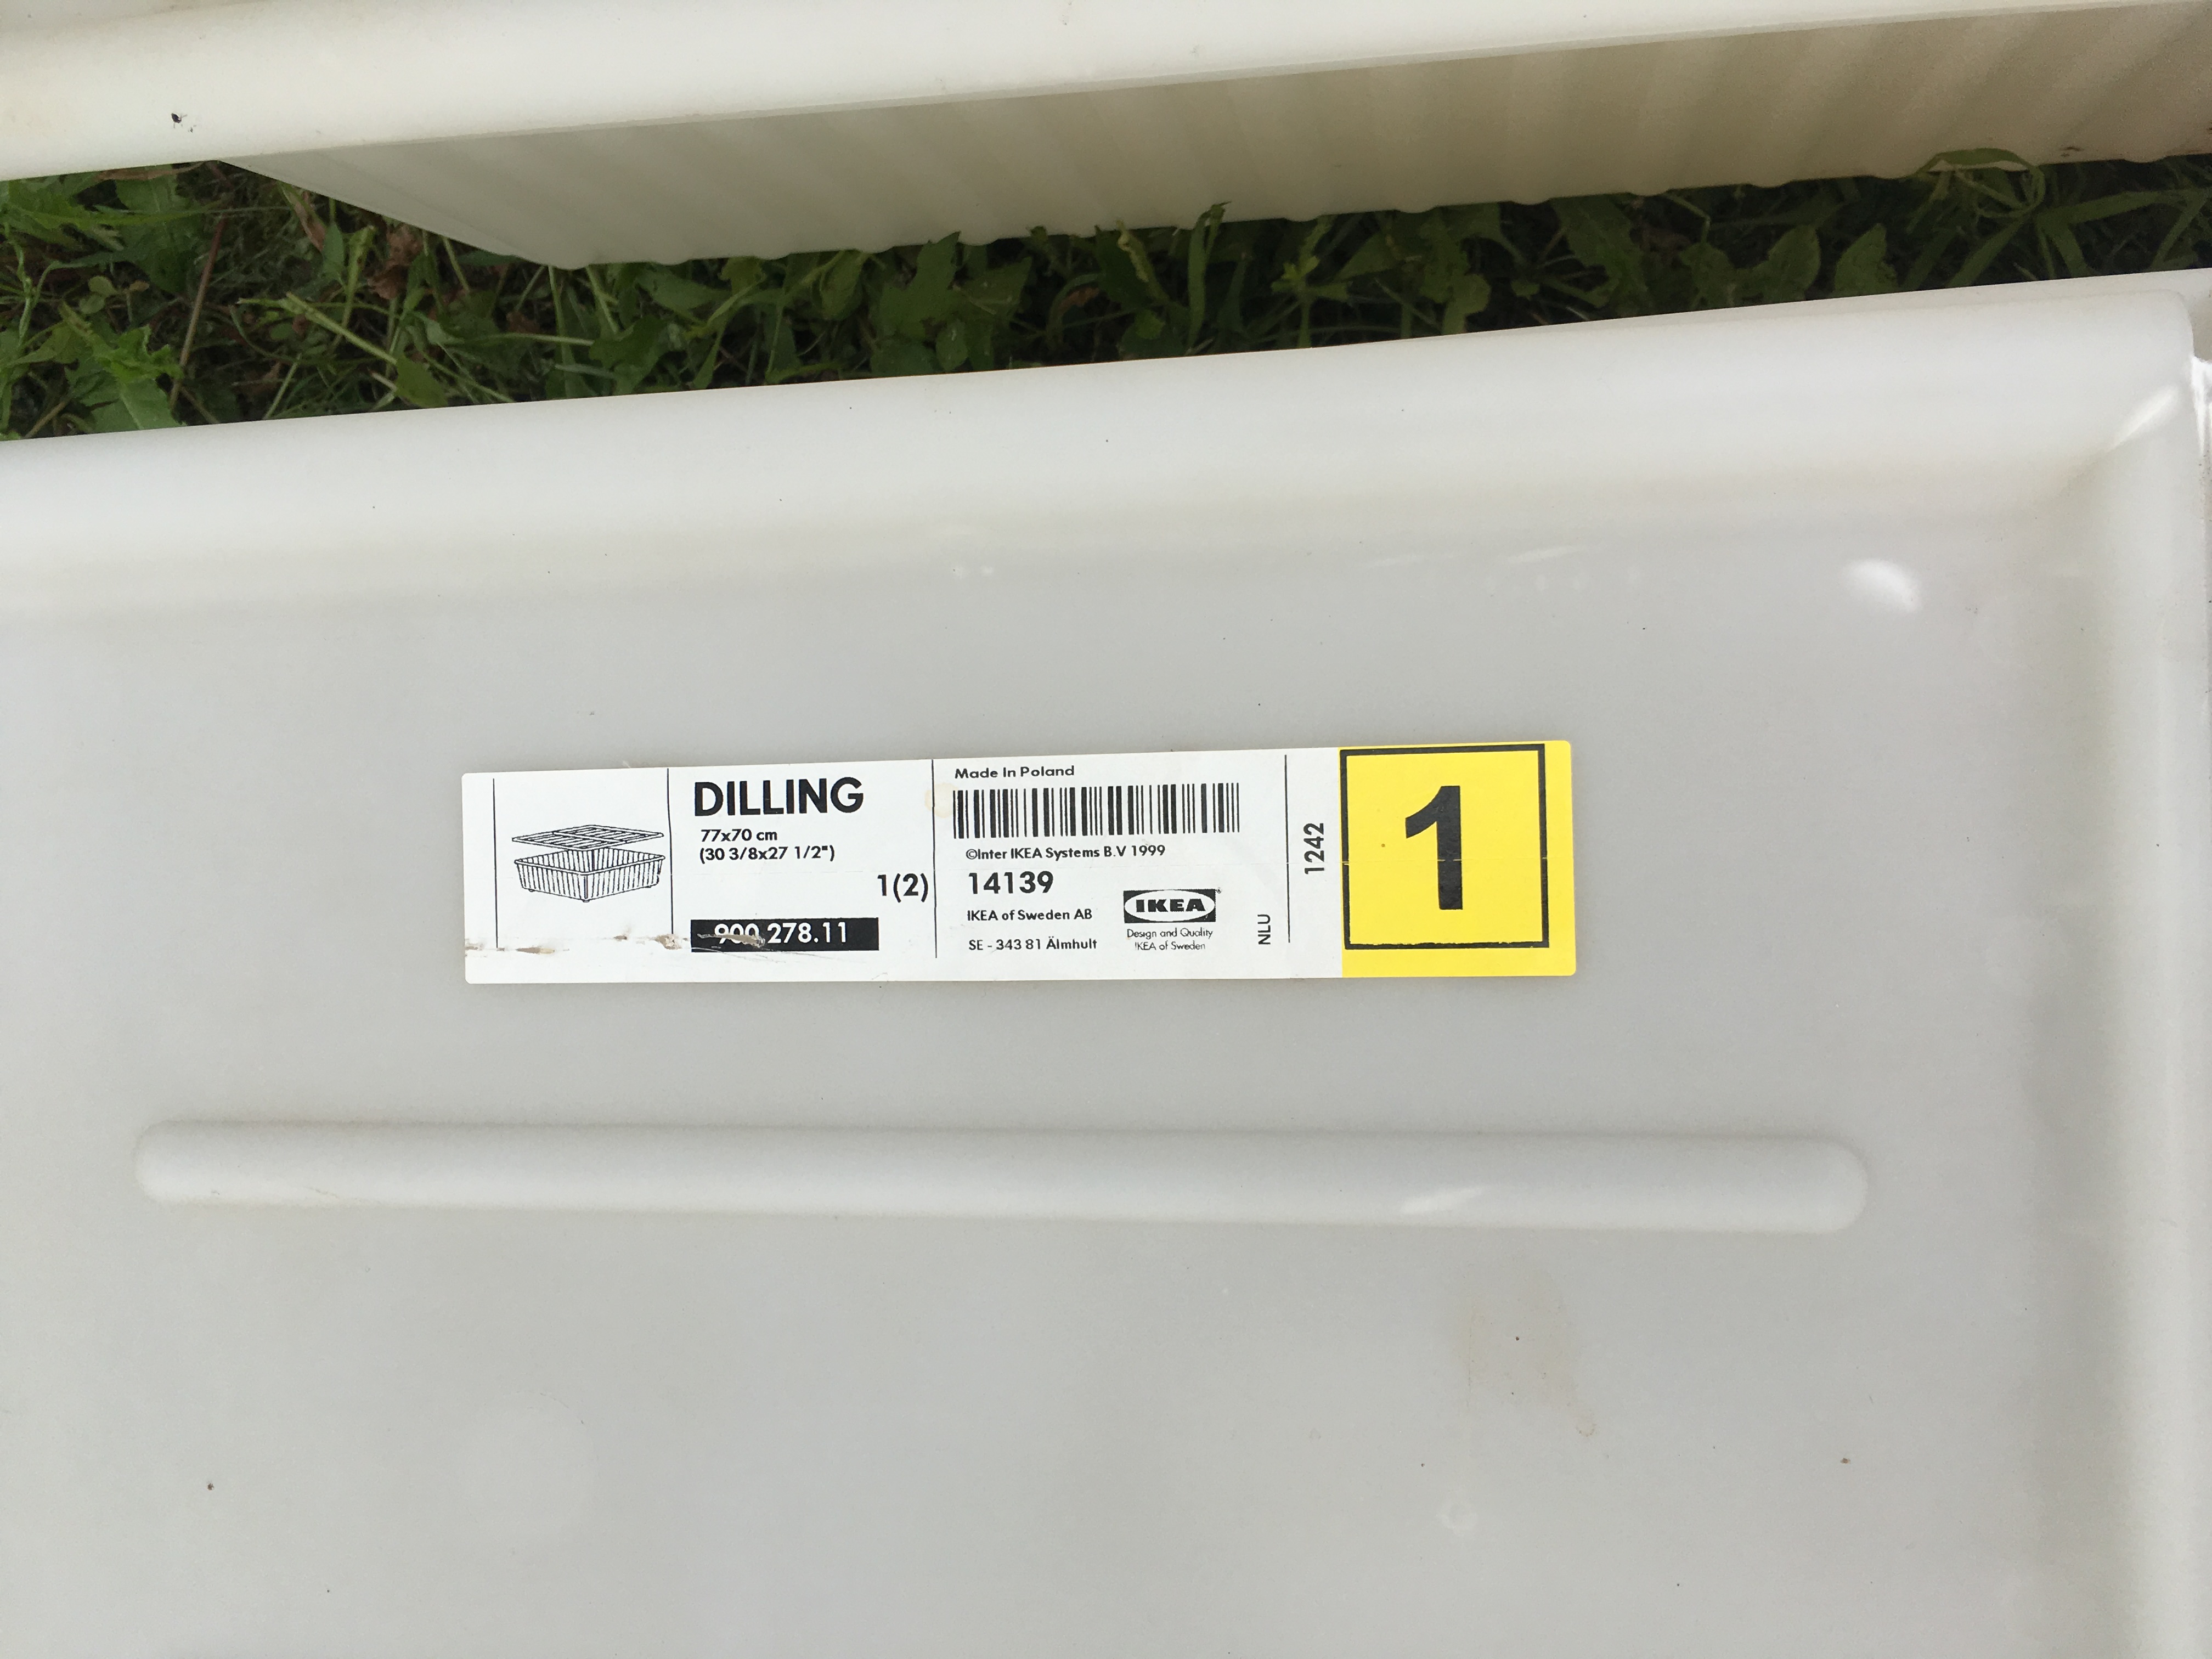 DILLING
77x70 cm
(30 3/8x27 1/2")
1(2)
900.278.11
Made In Poland
©Inter IKEA Systems B.V 1999
14139
IKEA of Sweden AB
SE - 343 81 Älmhult
IKEA
Design and Quality
IKEA of Sweden
NLU
1242
1